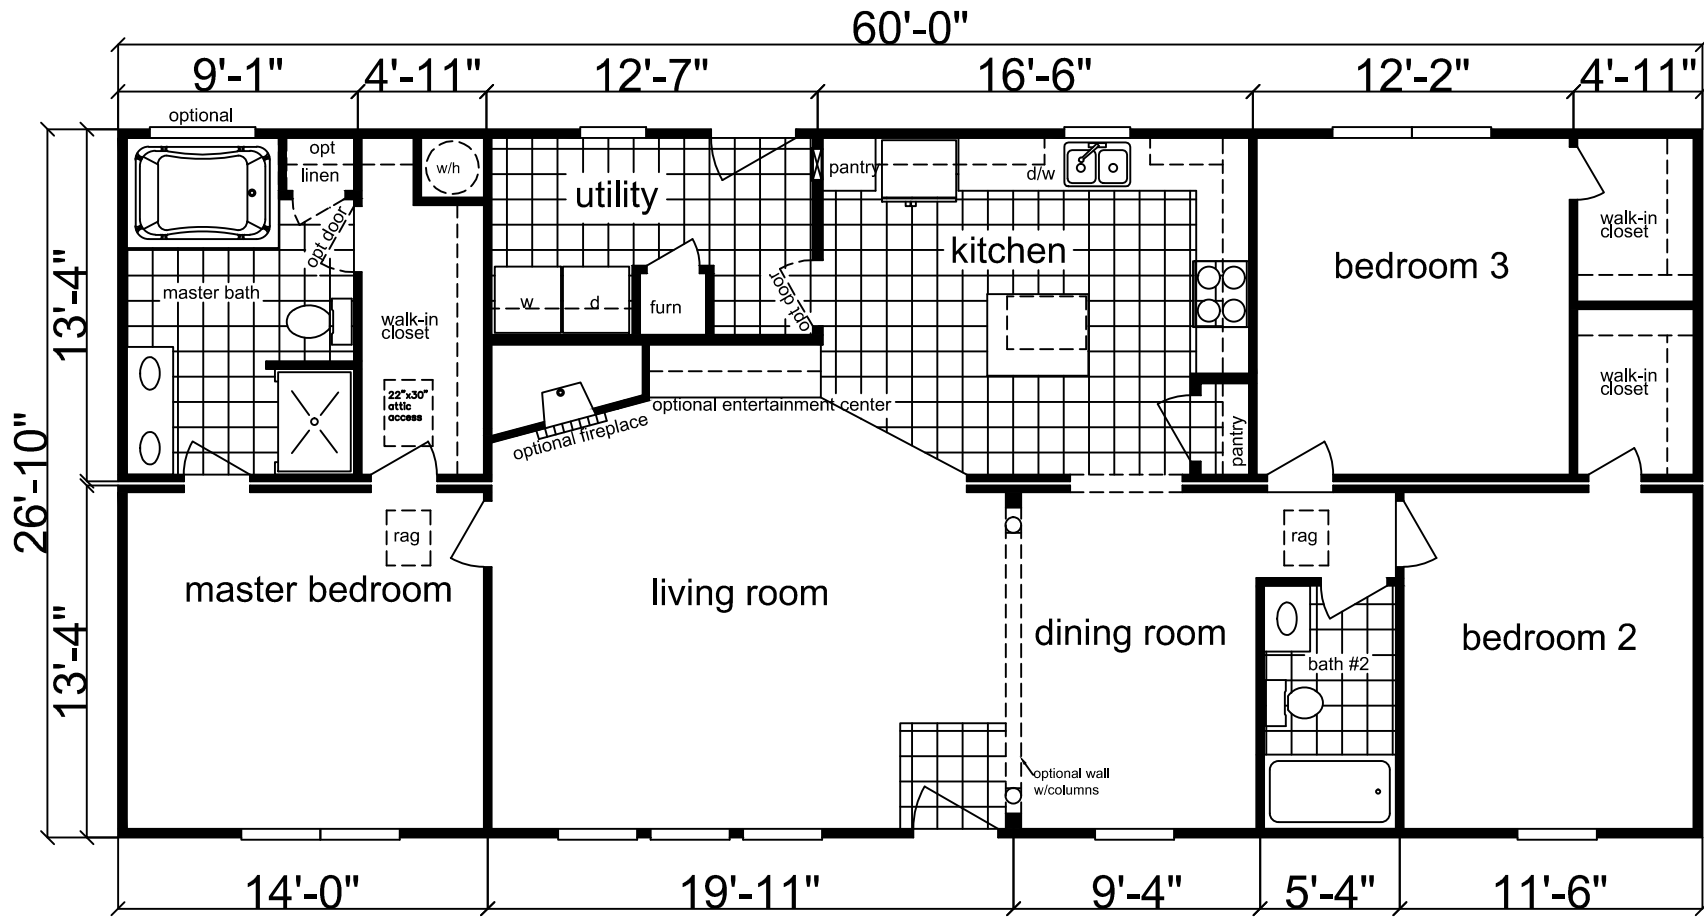 60'-0"
9'-1"
4'-11"
12'-7"
16'-6"
12'-2"
4'-11"
optional
opt
linen
w/h
utility
pantry
d/w
kitchen
bedroom 3
walk-in
closet
opt door
master bath
walk-in
closet
w
d
furn
opt door
13'-4"
26'-10"
22"x30"
attic
access
optional fireplace
optional entertainment center
pantry
walk-in
closet
rag
rag
master bedroom
living room
dining room
bedroom 2
bath #2
13'-4"
optional wall
w/columns
14'-0"
19'-11"
9'-4"
5'-4"
11'-6"